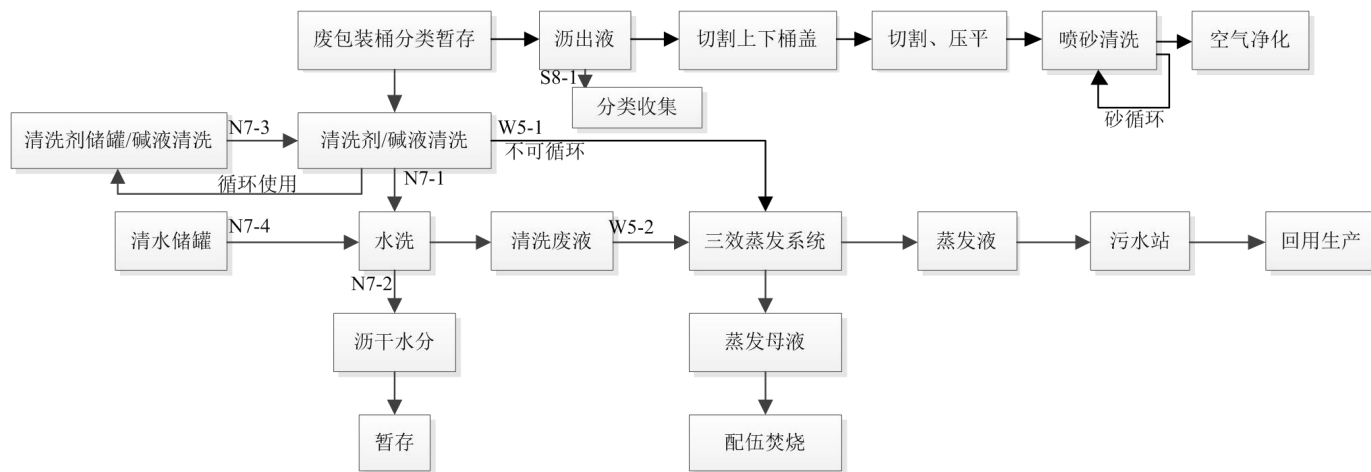 废包装桶分类暂存
沥出液
切割上下桶盖
切割、压平
喷砂清洗
空气净化
S8-1
分类收集
砂循环
清洗剂储罐/碱液清洗
N7-3
清洗剂/碱液清洗
W5-1
不可循环
循环使用
N7-1
清水储罐
N7-4
水洗
清洗废液
W5-2
三效蒸发系统
蒸发液
污水站
回用生产
N7-2
沥干水分
蒸发母液
暂存
配伍焚烧